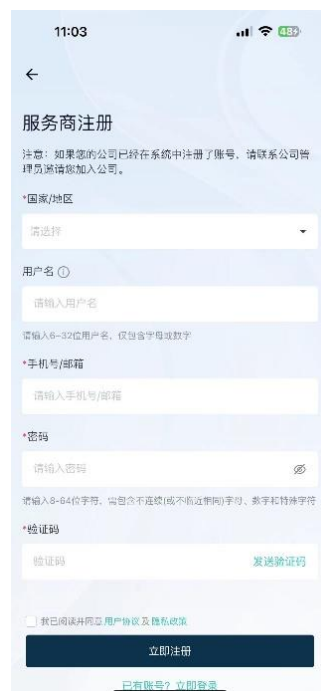 11:03
48
服务商注册
注意：如果您的公司已经在系统中注册了账号，请联系公司管
理员邀请您加入公司。
*国家/地区
请选择
用户名
请输入用户名
请输入6-32位用户名，仅包含字母或数字
*手机号/邮箱
请输入手机号/邮箱
*密码
请输入密码
请输入8-64位字符，需包含不连续(或不临近相同)字母、数字和特殊字符
*验证码
验证码 发送验证码
我已阅读并同意 用户协议 及 隐私政策
立即注册
已有账号？立即登录